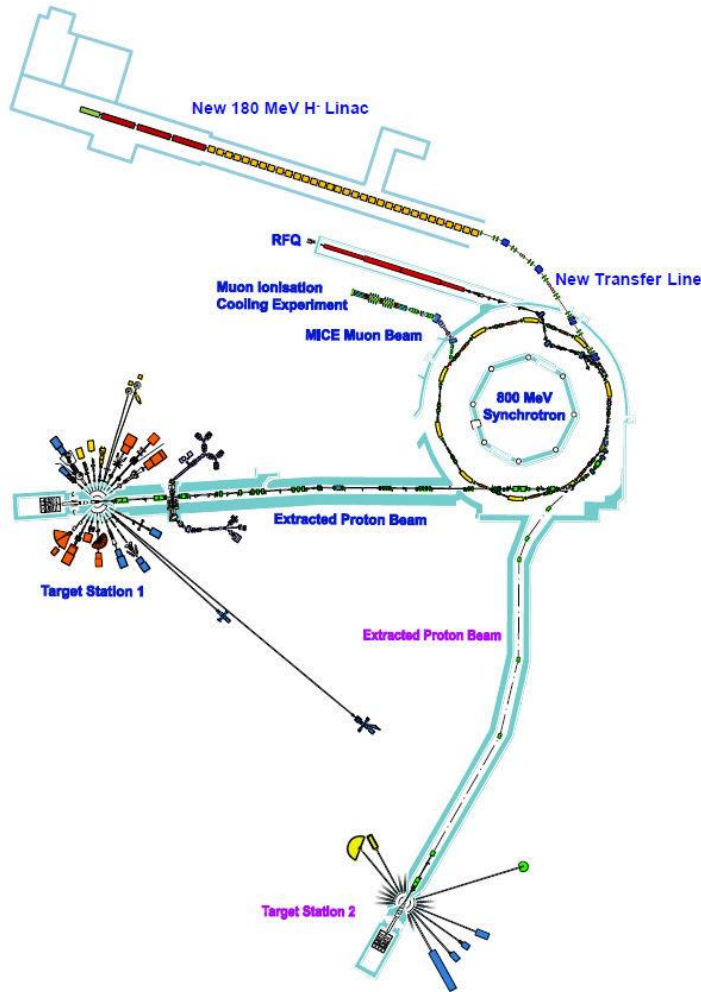 New 180 MeV H- Linac
RFQ
New Transfer Line
Muon Ionisation
Cooling Experiment
MICE Muon Beam
800 MeV
Synchrotron
Extracted Proton Beam
Target Station 1
Extracted Proton Beam
Target Station 2